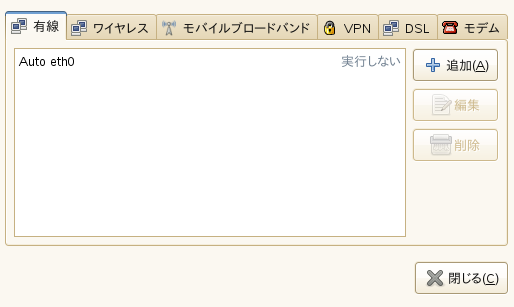 有線 ワイヤレス モバイルブロードバンド VPN DSL モデム
Auto eth0 実行しない
追加(A)
編集
削除
閉じる(C)